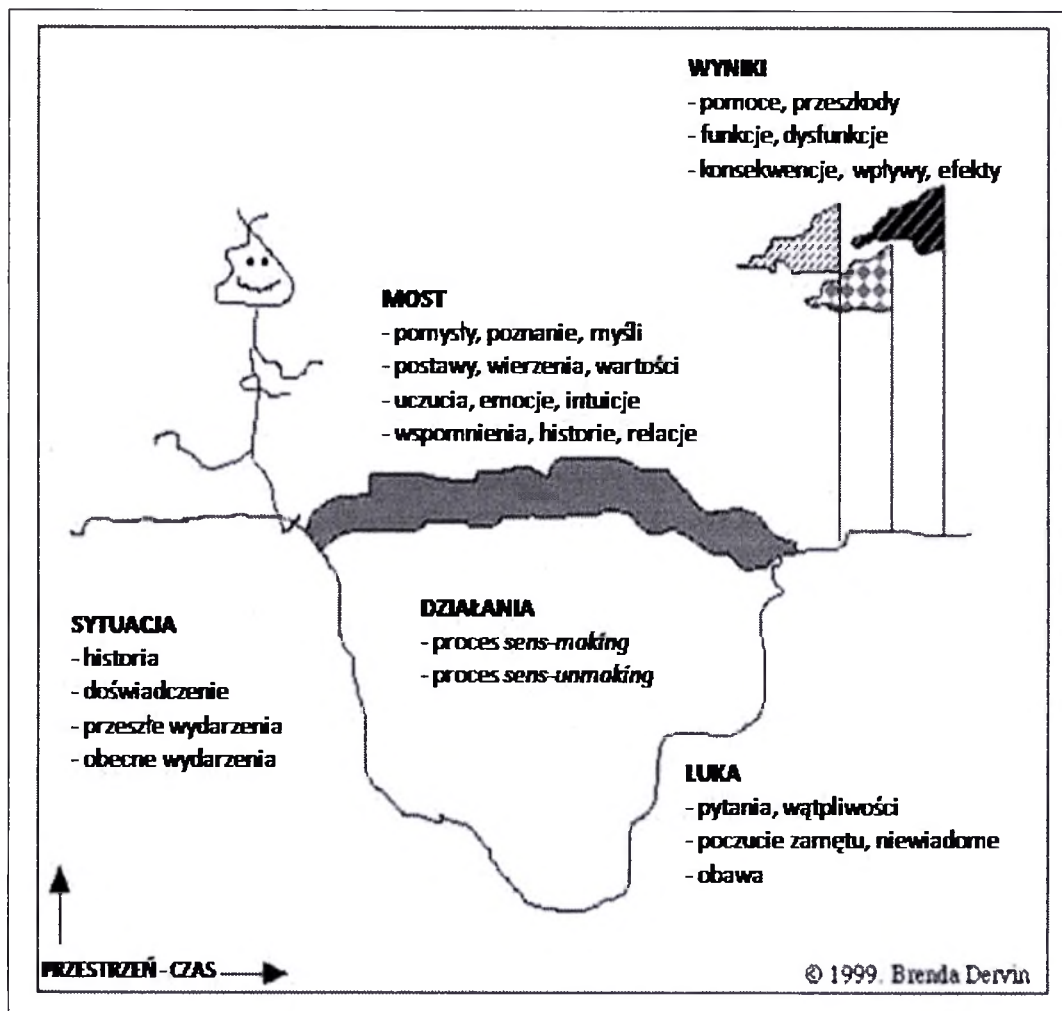 WYNIKI
- pomoce, przeszkody
- funkcje, dysfunkcje
- konsekwencje, wpływy, efekty
MOST
- pomysły, poznanie, myśli
- postawy, wierzenia, wartości
- uczucia, emocje, intuicje
- wspomnienia, historie, relacje
DZIAŁANIA
- proces sens-making
- proces sens-unmaking
SYTUACJA
- historia
- doświadczenie
- przeszłe wydarzenia
- obecne wydarzenia
LUKA
- pytania, wątpliwości
- poczucie zamętu, niewiadome
- obawa
PRZESTRZEŃ - CZAS
© 1999. Brenda Dervin